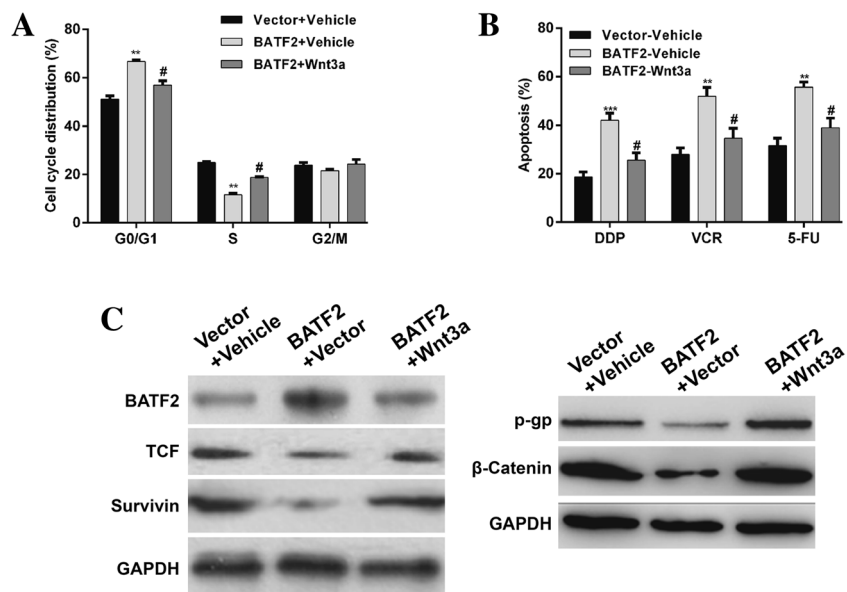 A
Vector+Vehicle
BATF2+Vehicle
BATF2+Wnt3a
Cell cycle distribution (%)
80
60
40
20
0
**
#
**
#
G0/G1 S G2/M
B
Vector-Vehicle
BATF2-Vehicle
BATF2-Wnt3a
Apoptosis (%)
80
60
40
20
0
***
#
**
#
**
#
DDP VCR 5-FU
C
Vector
+Vehicle
BATF2
+Vector
BATF2
+Wnt3a
BATF2
TCF
Survivin
GAPDH
Vector
+Vehicle
BATF2
+Vector
BATF2
+Wnt3a
p-gp
β-Catenin
GAPDH